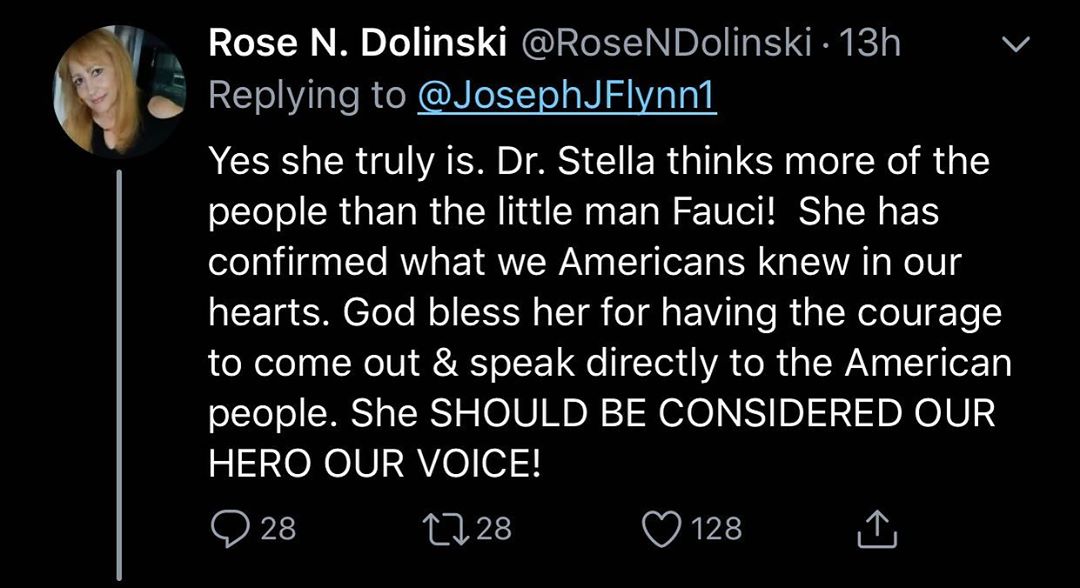 Rose N. Dolinski @RoseNDolinski · 13h
Replying to @JosephJFlynn1
Yes she truly is. Dr. Stella thinks more of the
people than the little man Fauci!  She has
confirmed what we Americans knew in our
hearts. God bless her for having the courage
to come out & speak directly to the American
people. She SHOULD BE CONSIDERED OUR
HERO OUR VOICE!
28 28 128